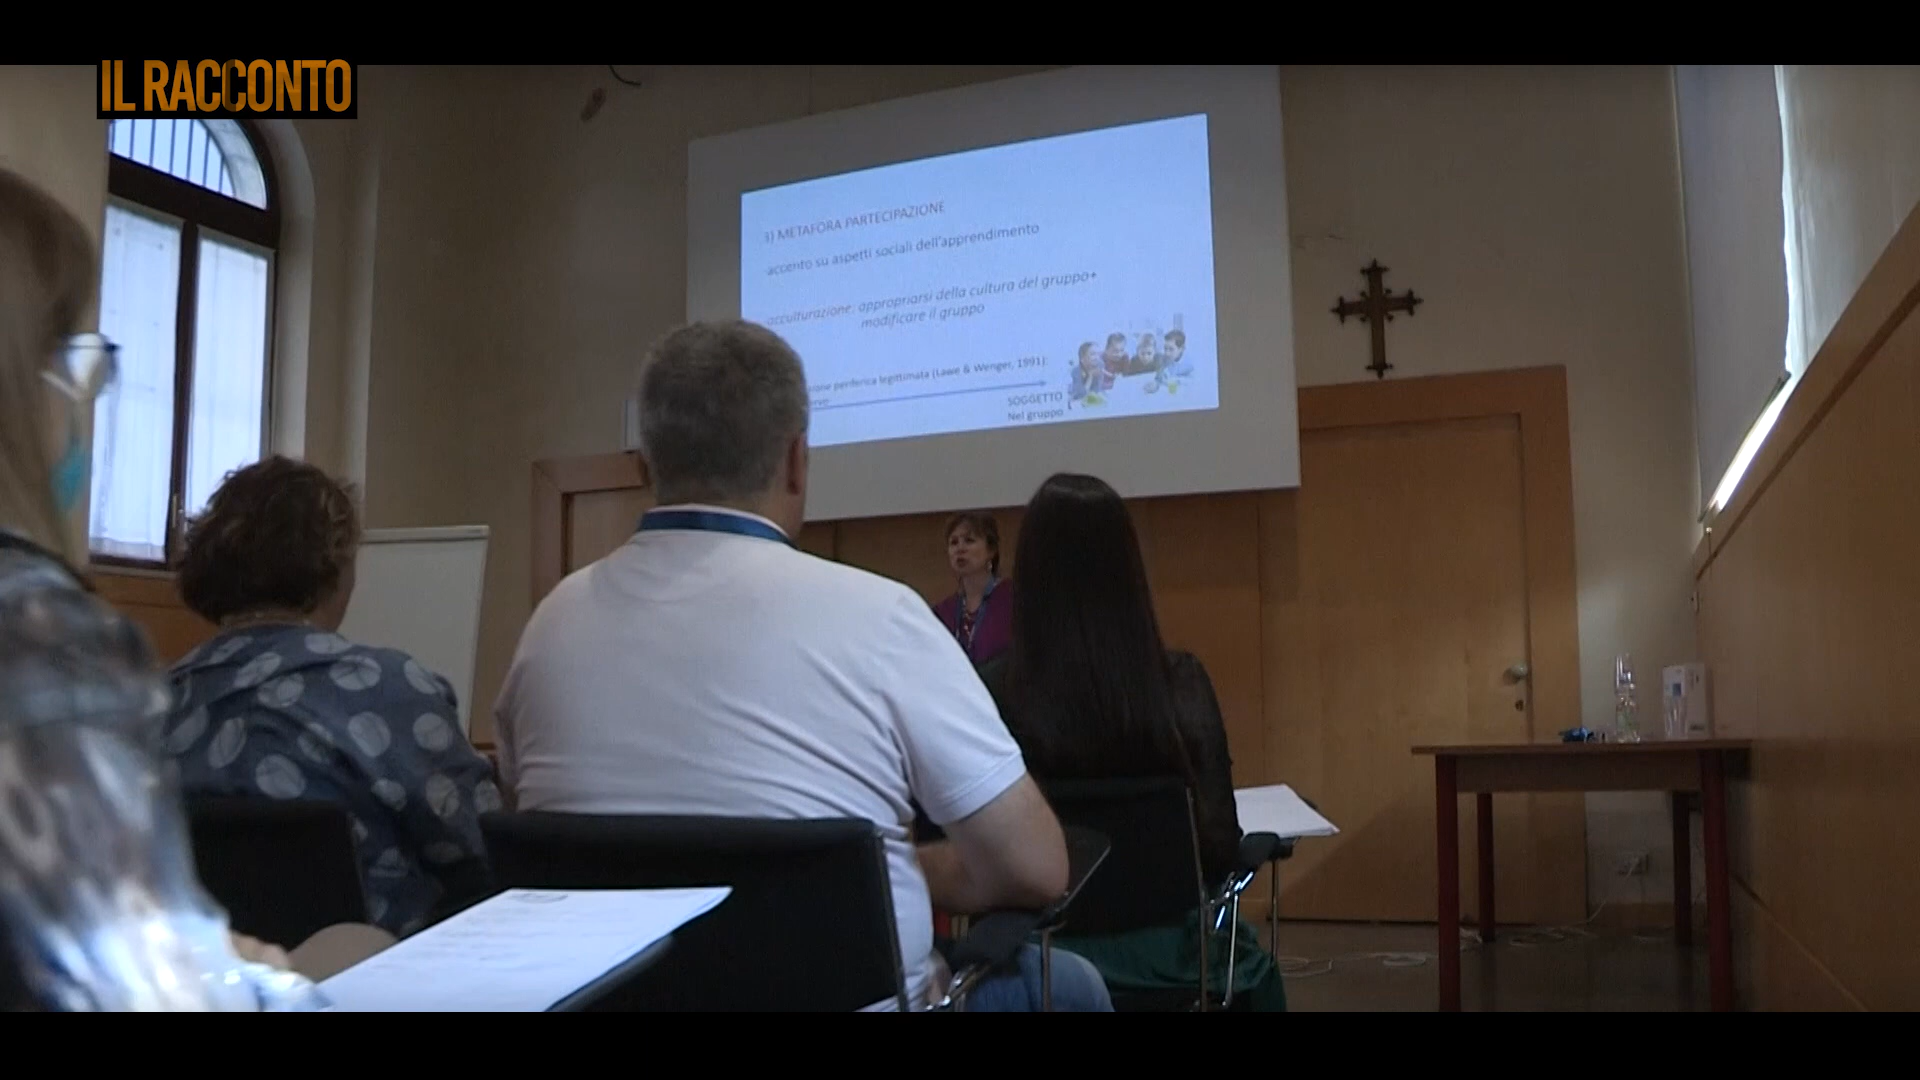 IL RACCONTO
3) METAFORA PARTECIPAZIONE
accento su aspetti sociali dell'apprendimento
acculturazione: appropriarsi della cultura del gruppo+
modificare il gruppo
periferica legittimata (Lawe & Wenger, 1991):
SOGGETTO
Nel gruppo